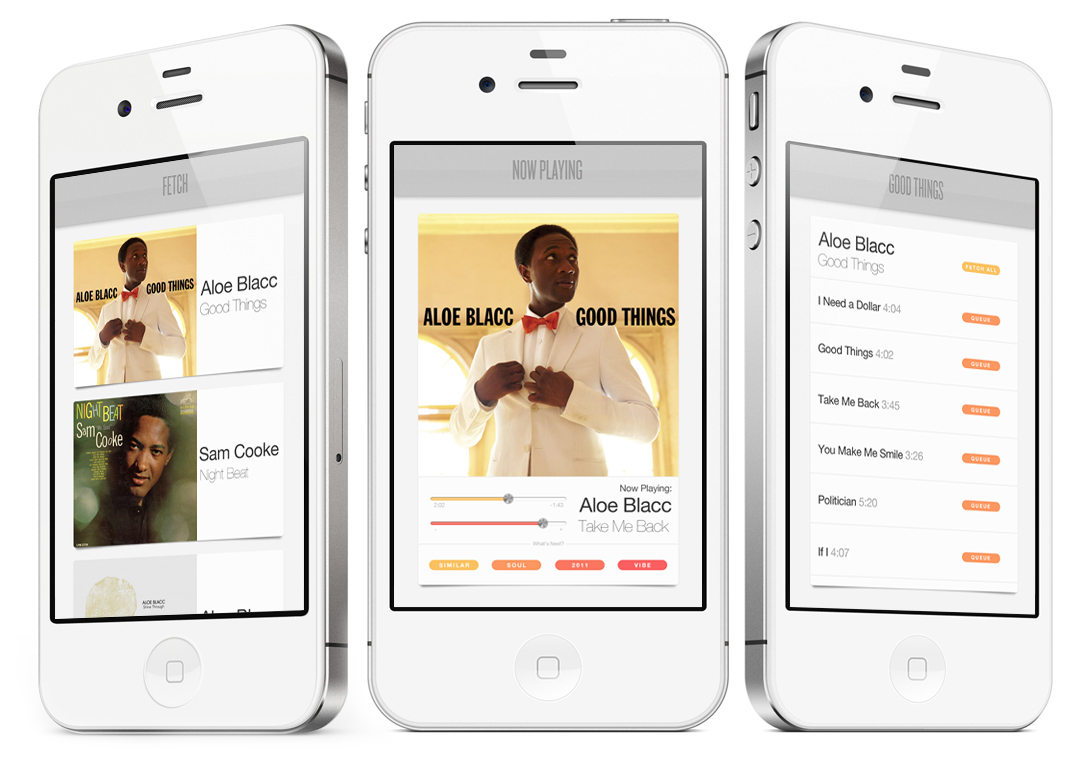 FETCH
ALOE BLACC
GOOD THINGS
Aloe Blacc
Good Things
NIGHT BEAT
Sam
Cooke
Sam Cooke
Night Beat
ALOE BLACC
Shine Through
Aloe Bl
NOW PLAYING
ALOE BLACC
GOOD THINGS
Now Playing:
2:02
-1:43
Aloe Blacc
Take Me Back
What's Next?
SIMILAR
SOUL
2011
VIBE
GOOD THINGS
Aloe Blacc
Good Things
FETCH ALL
I Need a Dollar 4:04
QUEUE
Good Things 4:02
QUEUE
Take Me Back 3:45
QUEUE
You Make Me Smile 3:26
QUEUE
Politician 5:20
QUEUE
If I 4:07
QUEUE